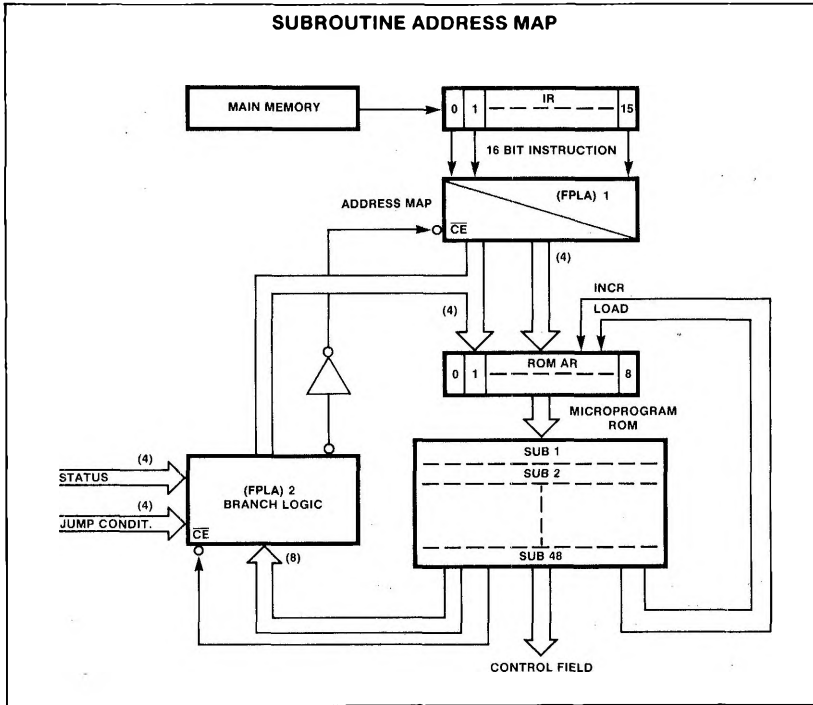 SUBROUTINE ADDRESS MAP
MAIN MEMORY
IR
0 1 15
16 BIT INSTRUCTION
(FPLA) 1
ADDRESS MAP
CE
(4)
(4)
INCR
LOAD
ROM AR
0 1 8
MICROPROGRAM
ROM
SUB 1
SUB 2
SUB 48
(4)
STATUS
(4)
JUMP CONDIT.
(FPLA) 2
BRANCH LOGIC
CE
(8)
CONTROL FIELD